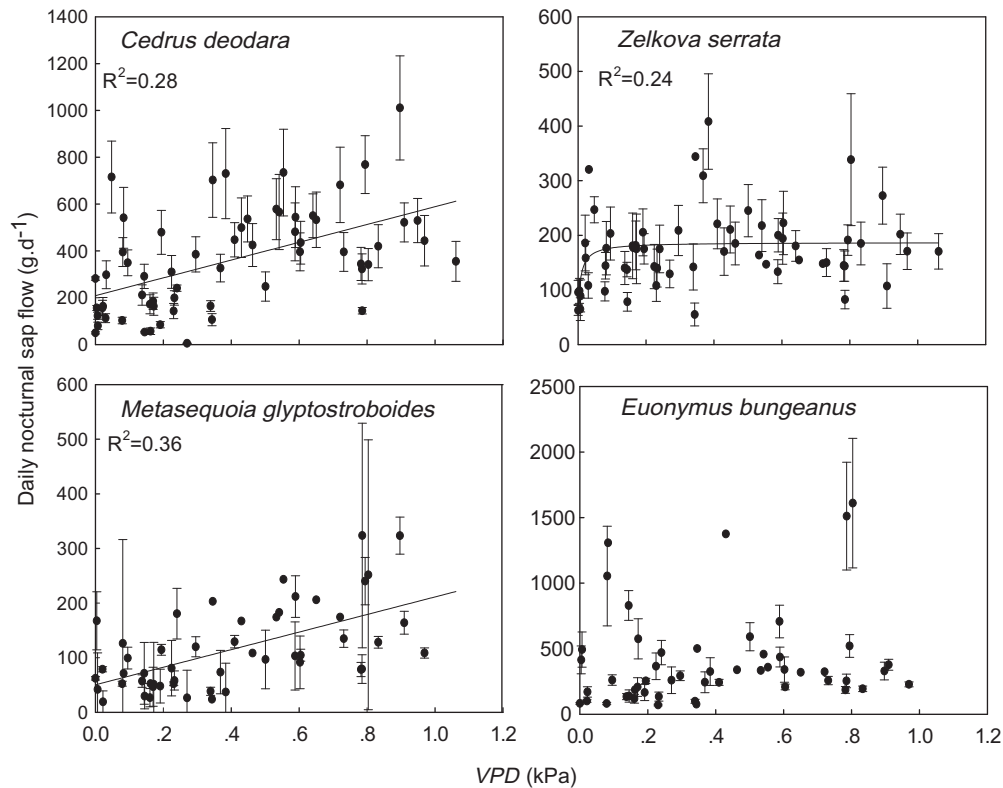 Daily nocturnal sap flow (g.d⁻¹)
1400
1200
1000
800
600
400
200
0
Cedrus deodara
R²=0.28
600
500
400
300
200
100
0
Zelkova serrata
R²=0.24
600
500
400
300
200
100
0
Metasequoia glyptostroboides
R²=0.36
0.0 .2 .4 .6 .8 1.0 1.2
2500
2000
1500
1000
500
0
Euonymus bungeanus
0.0 .2 .4 .6 .8 1.0 1.2
VPD (kPa)